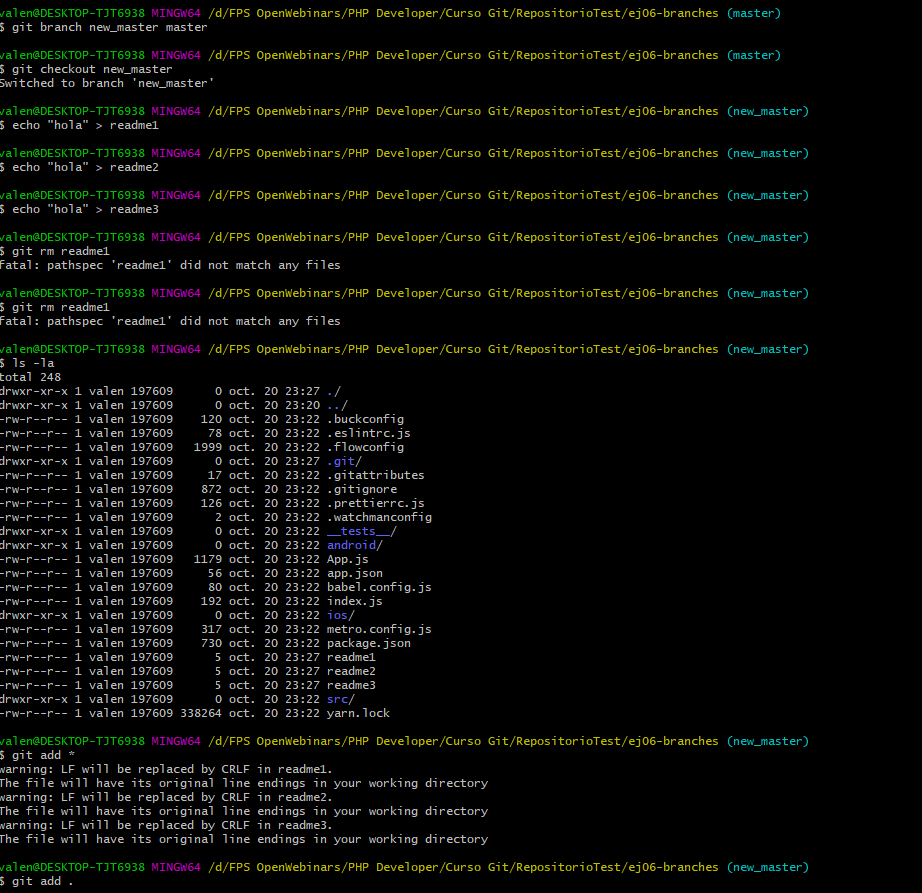 valen@DESKTOP-TJT6938 MINGW64 /d/FPS OpenWebinars/PHP Developer/Curso Git/RepositorioTest/ej06-branches (master)
$ git branch new_master master

valen@DESKTOP-TJT6938 MINGW64 /d/FPS OpenWebinars/PHP Developer/Curso Git/RepositorioTest/ej06-branches (master)
$ git checkout new_master
Switched to branch 'new_master'

valen@DESKTOP-TJT6938 MINGW64 /d/FPS OpenWebinars/PHP Developer/Curso Git/RepositorioTest/ej06-branches (new_master)
$ echo "hola" > readme1

valen@DESKTOP-TJT6938 MINGW64 /d/FPS OpenWebinars/PHP Developer/Curso Git/RepositorioTest/ej06-branches (new_master)
$ echo "hola" > readme2

valen@DESKTOP-TJT6938 MINGW64 /d/FPS OpenWebinars/PHP Developer/Curso Git/RepositorioTest/ej06-branches (new_master)
$ echo "hola" > readme3

valen@DESKTOP-TJT6938 MINGW64 /d/FPS OpenWebinars/PHP Developer/Curso Git/RepositorioTest/ej06-branches (new_master)
$ git rm readme1
fatal: pathspec 'readme1' did not match any files

valen@DESKTOP-TJT6938 MINGW64 /d/FPS OpenWebinars/PHP Developer/Curso Git/RepositorioTest/ej06-branches (new_master)
$ git rm readme1
fatal: pathspec 'readme1' did not match any files

valen@DESKTOP-TJT6938 MINGW64 /d/FPS OpenWebinars/PHP Developer/Curso Git/RepositorioTest/ej06-branches (new_master)
$ ls -la
total 248
drwxr-xr-x 1 valen 197609      0 oct. 20 23:27 ./
drwxr-xr-x 1 valen 197609      0 oct. 20 23:20 ../
-rw-r--r-- 1 valen 197609    120 oct. 20 23:22 .buckconfig
-rw-r--r-- 1 valen 197609     78 oct. 20 23:22 .eslintrc.js
-rw-r--r-- 1 valen 197609   1999 oct. 20 23:22 .flowconfig
drwxr-xr-x 1 valen 197609      0 oct. 20 23:27 .git/
-rw-r--r-- 1 valen 197609     17 oct. 20 23:22 .gitattributes
-rw-r--r-- 1 valen 197609    872 oct. 20 23:22 .gitignore
-rw-r--r-- 1 valen 197609    126 oct. 20 23:22 .prettierrc.js
-rw-r--r-- 1 valen 197609      2 oct. 20 23:22 .watchmanconfig
drwxr-xr-x 1 valen 197609      0 oct. 20 23:22 __tests__/
drwxr-xr-x 1 valen 197609      0 oct. 20 23:22 android/
-rw-r--r-- 1 valen 197609   1179 oct. 20 23:22 App.js
-rw-r--r-- 1 valen 197609     56 oct. 20 23:22 app.json
-rw-r--r-- 1 valen 197609     80 oct. 20 23:22 babel.config.js
-rw-r--r-- 1 valen 197609    192 oct. 20 23:22 index.js
drwxr-xr-x 1 valen 197609      0 oct. 20 23:22 ios/
-rw-r--r-- 1 valen 197609    317 oct. 20 23:22 metro.config.js
-rw-r--r-- 1 valen 197609    730 oct. 20 23:22 package.json
-rw-r--r-- 1 valen 197609      5 oct. 20 23:27 readme1
-rw-r--r-- 1 valen 197609      5 oct. 20 23:27 readme2
-rw-r--r-- 1 valen 197609      5 oct. 20 23:27 readme3
drwxr-xr-x 1 valen 197609      0 oct. 20 23:22 src/
-rw-r--r-- 1 valen 197609 338264 oct. 20 23:22 yarn.lock

valen@DESKTOP-TJT6938 MINGW64 /d/FPS OpenWebinars/PHP Developer/Curso Git/RepositorioTest/ej06-branches (new_master)
$ git add *
warning: LF will be replaced by CRLF in readme1.
The file will have its original line endings in your working directory
warning: LF will be replaced by CRLF in readme2.
The file will have its original line endings in your working directory
warning: LF will be replaced by CRLF in readme3.
The file will have its original line endings in your working directory

valen@DESKTOP-TJT6938 MINGW64 /d/FPS OpenWebinars/PHP Developer/Curso Git/RepositorioTest/ej06-branches (new_master)
$ git add .